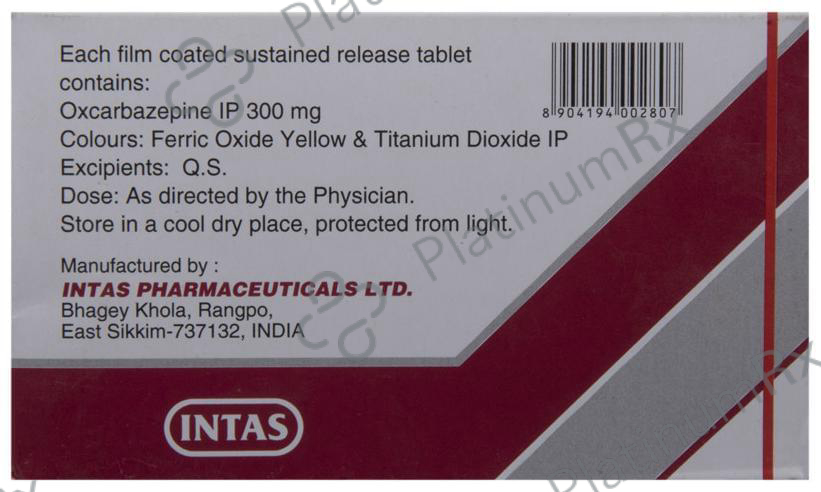 Each film coated sustained release tablet
contains:
Oxcarbazepine IP 300 mg
Colours: Ferric Oxide Yellow & Titanium Dioxide IP
Excipients: Q.S.
Dose: As directed by the Physician.
Store in a cool dry place, protected from light.
8 904194 002807
Manufactured by :
INTAS PHARMACEUTICALS LTD.
Bhagey Khola, Rangpo,
East Sikkim-737132, INDIA
INTAS
PlatinumRx